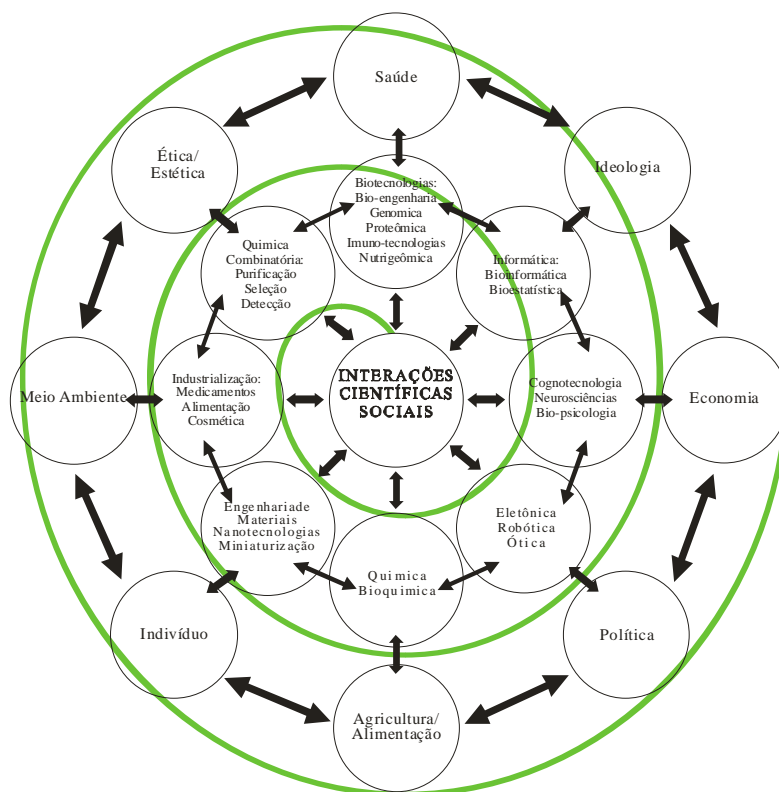 Saúde
Ética/
Estética
Ideologia
Biotecnologias:
Bio-engenharia
Genomica
Proteômica
Imuno-tecnologias
Nutrigeômica
Quimica
Combinatória:
Purificação
Seleção
Detecção
Informática:
Bioinformática
Bioestatística
INTERAÇÕES
CIENTÍFICAS
SOCIAIS
Meio Ambiente
Industrialização:
Medicamentos
Alimentação
Cosmética
Cognotecnologia
Neurosciências
Bio-psicologia
Economia
Engenhariade
Materiais
Nanotecnologias
Miniaturização
Eletônica
Robótica
Ótica
Quimica
Bioquimica
Indivíduo
Política
Agricultura/
Alimentação